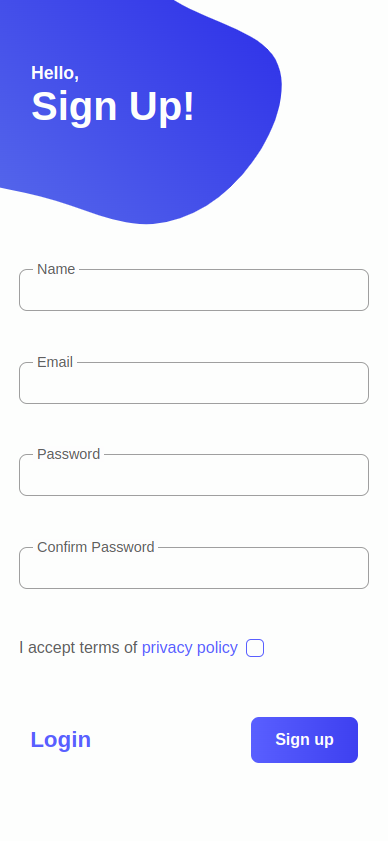 Hello,
Sign Up!
Name
Email
Password
Confirm Password
I accept terms of privacy policy
Login
Sign up